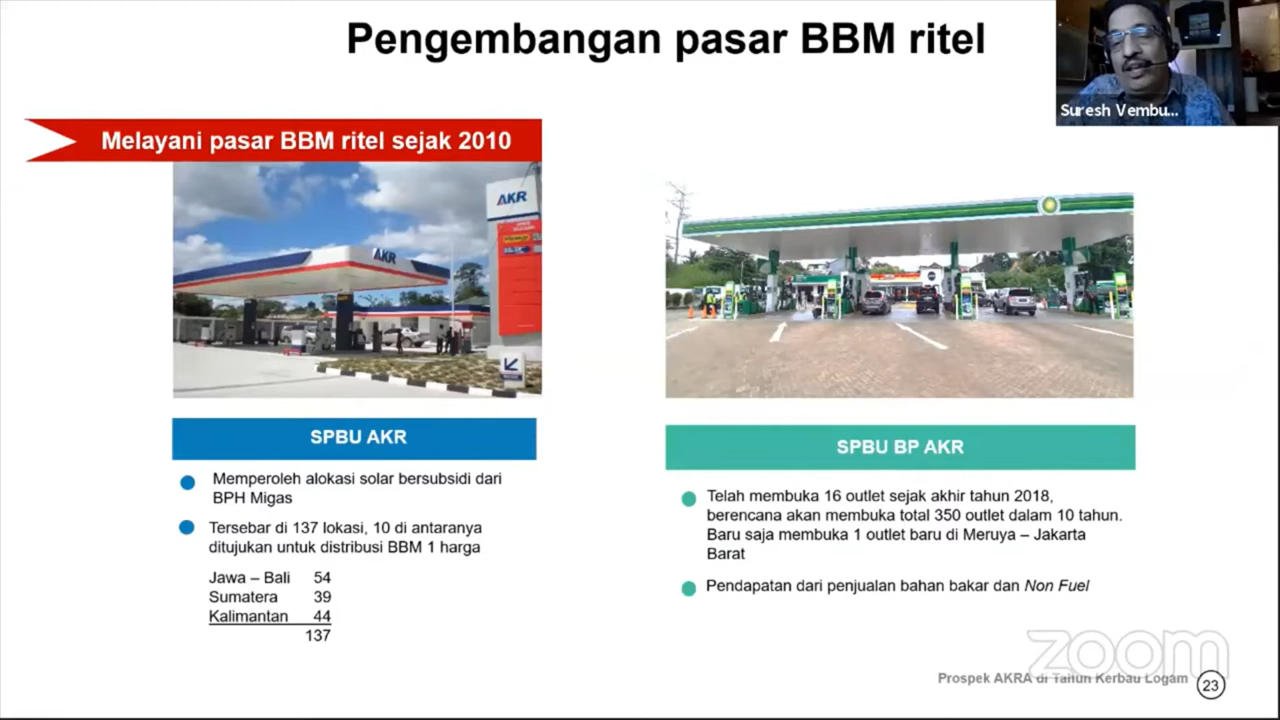 Pengembangan pasar BBM ritel
Suresh Vembu...
Melayani pasar BBM ritel sejak 2010
AKR
AKR
SPBU AKR
Memperoleh alokasi solar bersubsidi dari
BPH Migas
Tersebar di 137 lokasi, 10 di antaranya
ditujukan untuk distribusi BBM 1 harga
Jawa – Bali 54
Sumatera 39
Kalimantan 44
137
SPBU BP AKR
Telah membuka 16 outlet sejak akhir tahun 2018,
berencana akan membuka total 350 outlet dalam 10 tahun.
Baru saja membuka 1 outlet baru di Meruya – Jakarta
Barat
Pendapatan dari penjualan bahan bakar dan Non Fuel
zoom
Prospek AKRA di Tahun Kerbau Logam
23